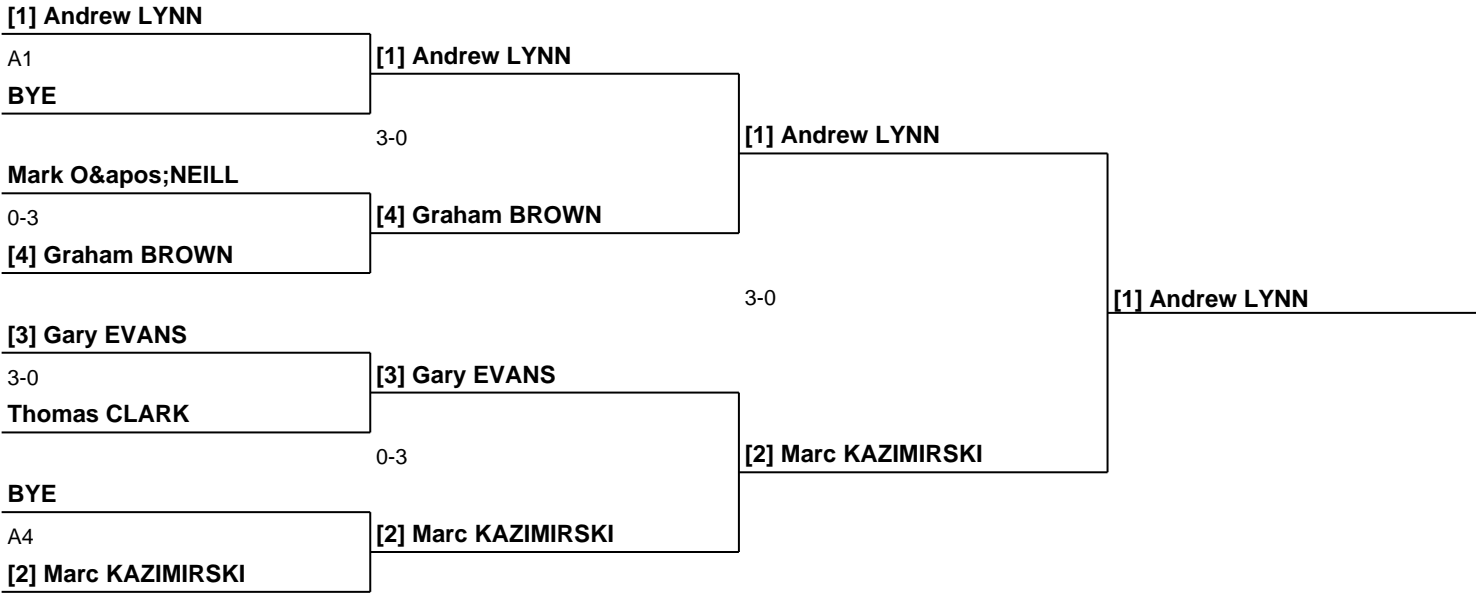 [1] Andrew LYNN
A1
BYE
[1] Andrew LYNN
3-0
Mark O&apos;NEILL
0-3
[4] Graham BROWN
[4] Graham BROWN
[1] Andrew LYNN
3-0
[1] Andrew LYNN
[3] Gary EVANS
3-0
Thomas CLARK
[3] Gary EVANS
0-3
BYE
A4
[2] Marc KAZIMIRSKI
[2] Marc KAZIMIRSKI
[2] Marc KAZIMIRSKI